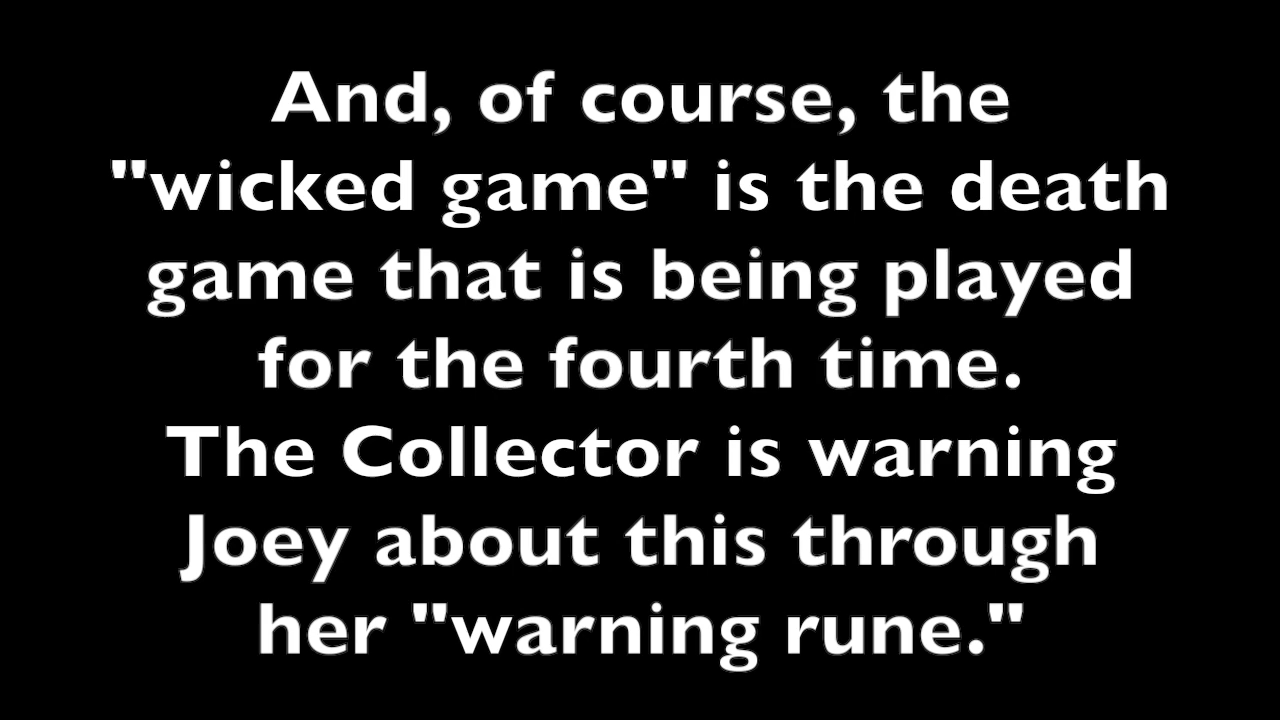 And, of course, the
"wicked game" is the death
game that is being played
for the fourth time.
The Collector is warning
Joey about this through
her "warning rune."